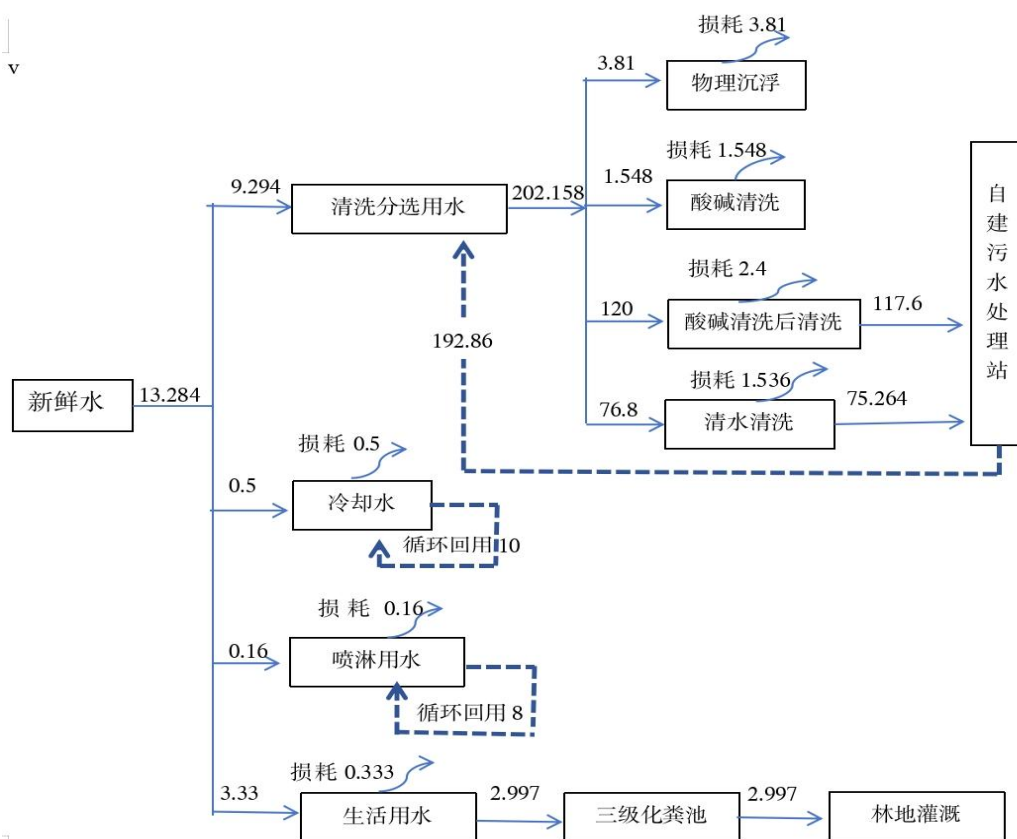 v
损耗 3.81
3.81
物理沉浮
损耗 1.548
1.548
酸碱清洗
9.294
清洗分选用水
202.158
损耗 2.4
120
酸碱清洗后清洗
117.6
192.86
损耗 1.536
76.8
清水清洗
75.264
自建污水处理站
新鲜水
13.284
损耗 0.5
0.5
冷却水
循环回用 10
损 耗 0.16
0.16
喷淋用水
循环回用 8
损耗 0.333
3.33
生活用水
2.997
三级化粪池
2.997
林地灌溉